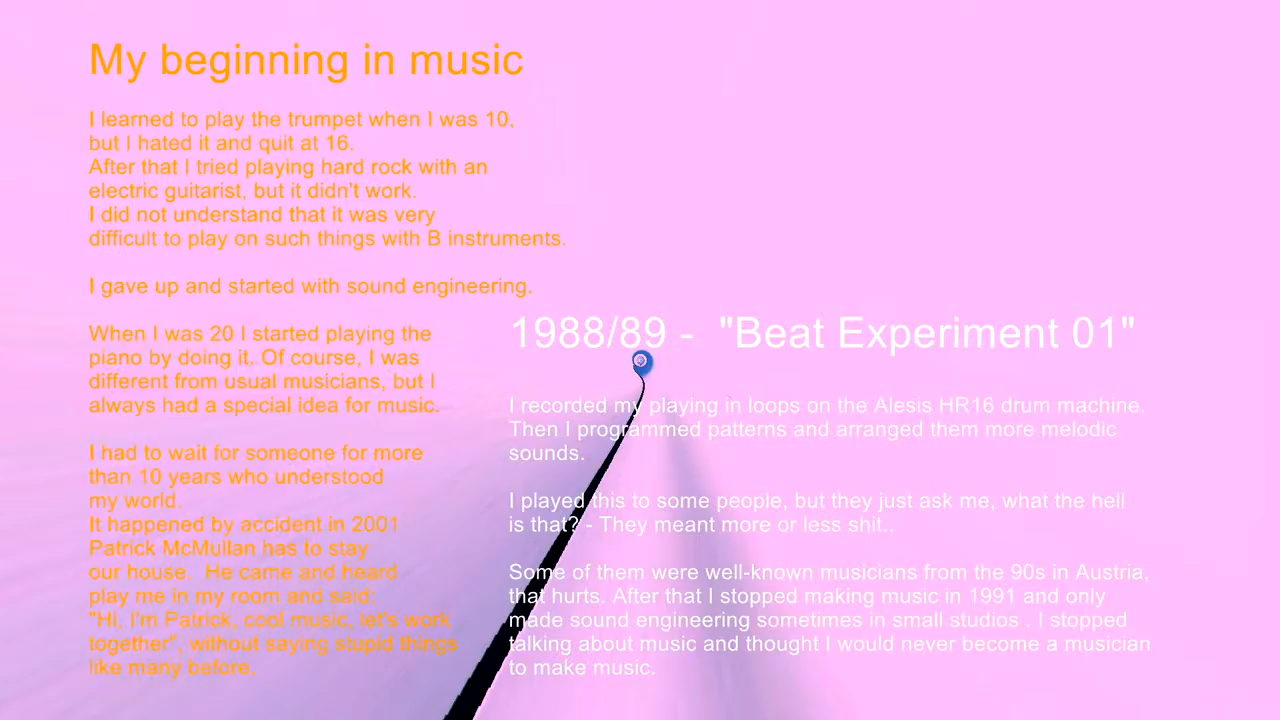 My beginning in music
I learned to play the trumpet when I was 10,
but I hated it and quit at 16.
After that I tried playing hard rock with an
electric guitarist, but it didn't work.
I did not understand that it was very
difficult to play on such things with B instruments.
I gave up and started with sound engineering.
When I was 20 I started playing the
piano by doing it. Of course, I was
different from usual musicians, but I
always had a special idea for music.
I had to wait for someone for more
than 10 years who understood
my world.
It happened by accident in 2001
Patrick McMullan has to stay
our house.  He came and heard
play me in my room and said:
"Hi, I'm Patrick, cool music, let's work
together", without saying stupid things
like many before.
1988/89 -  "Beat Experiment 01"
I recorded my playing in loops on the Alesis HR16 drum machine.
Then I programmed patterns and arranged them more melodic
sounds.
I played this to some people, but they just ask me, what the hell
is that? - They meant more or less shit..
Some of them were well-known musicians from the 90s in Austria,
that hurts. After that I stopped making music in 1991 and only
made sound engineering sometimes in small studios . I stopped
talking about music and thought I would never become a musician
to make music.